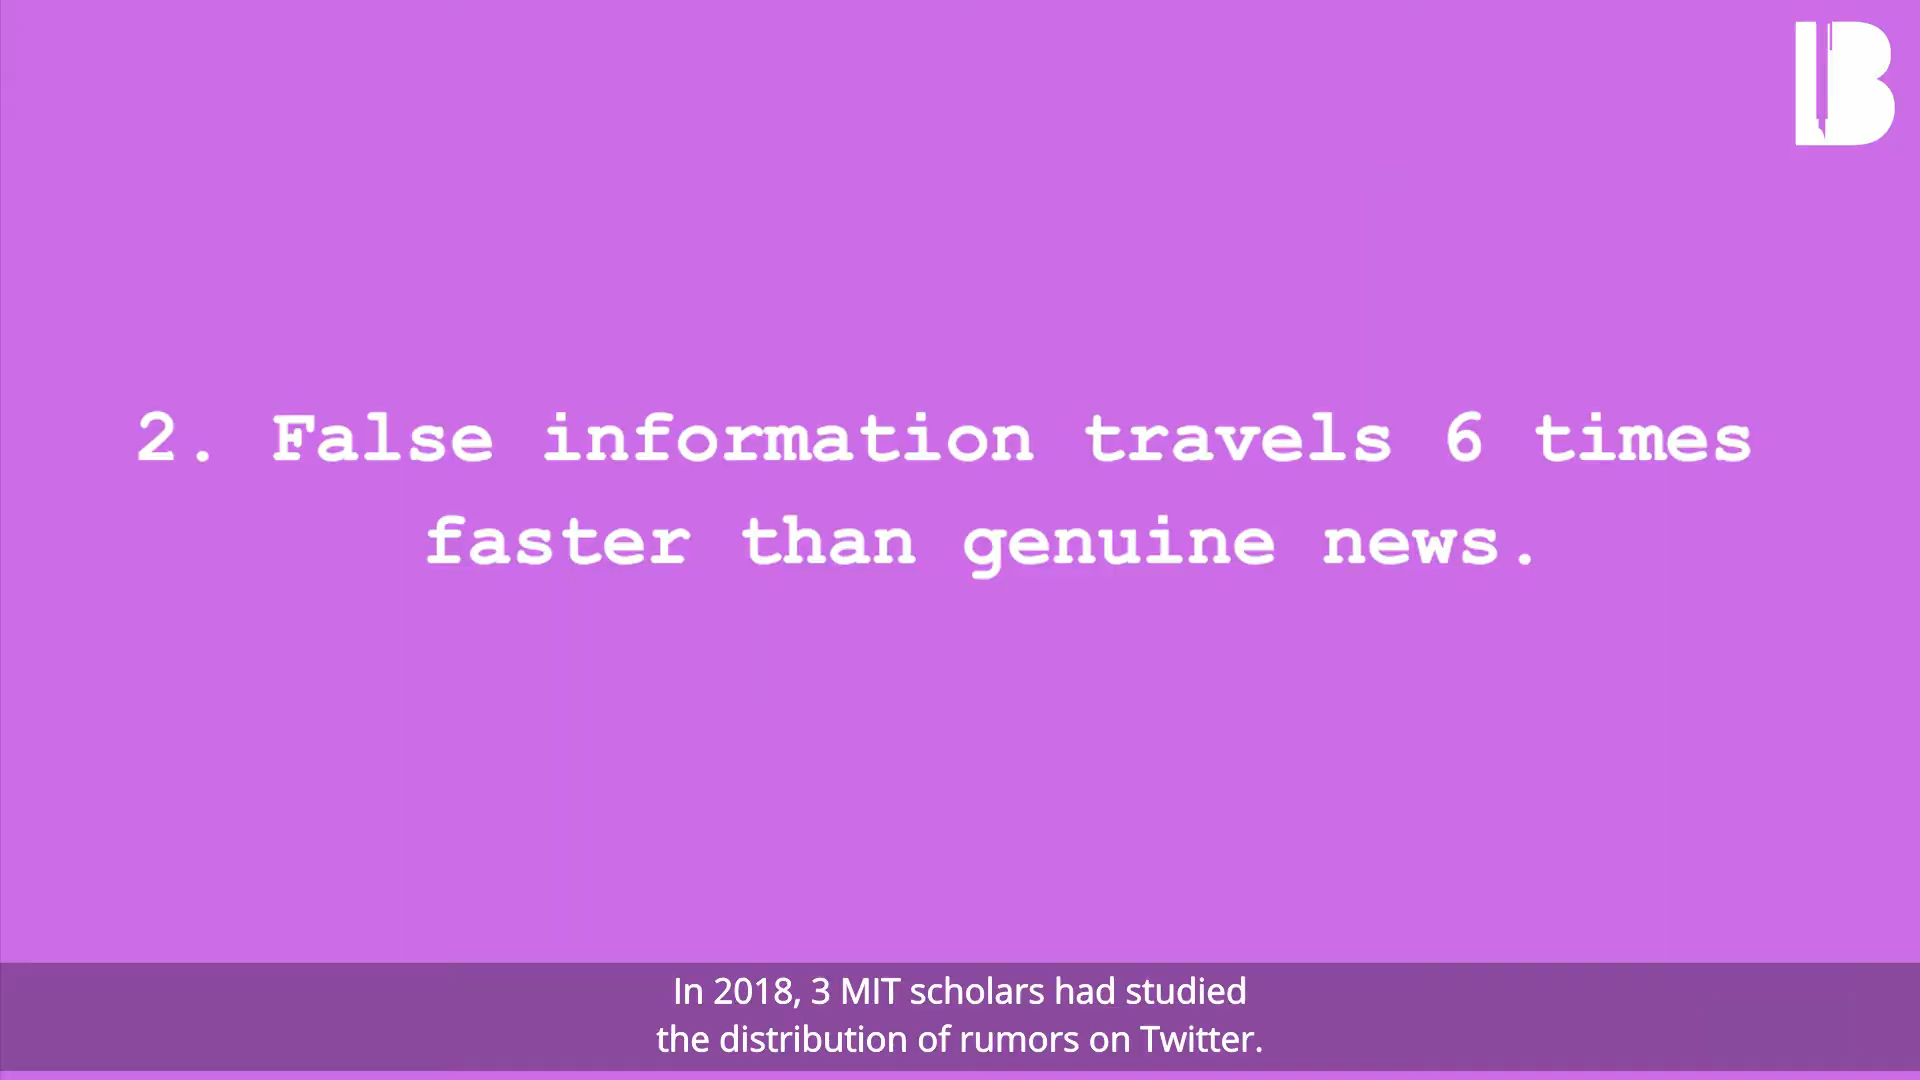 B
2. False information travels 6 times
faster than genuine news.
In 2018, 3 MIT scholars had studied
the distribution of rumors on Twitter.